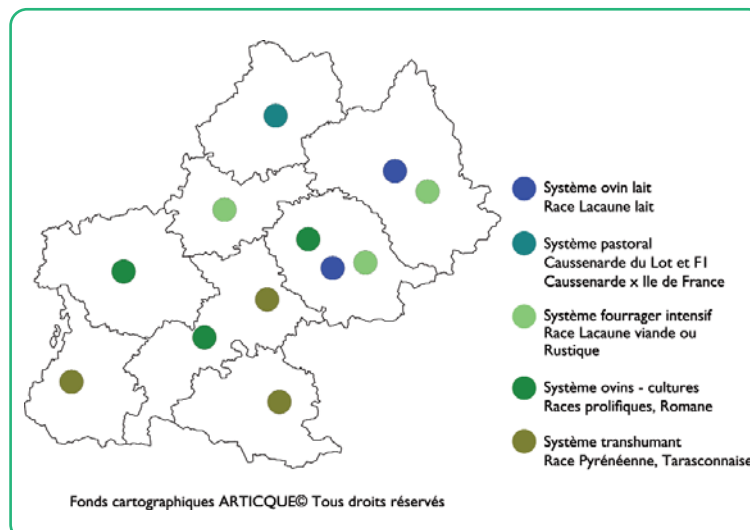 Système ovin lait
Race Lacaune lait
Système pastoral
Caussenarde du Lot et F1
Caussenarde x Ile de France
Système fourrager intensif
Race Lacaune viande ou
Rustique
Système ovins - cultures
Races prolifiques, Romane
Système transhumant
Race Pyrénéenne, Tarasconnaise
Fonds cartographiques ARTICQUE© Tous droits réservés